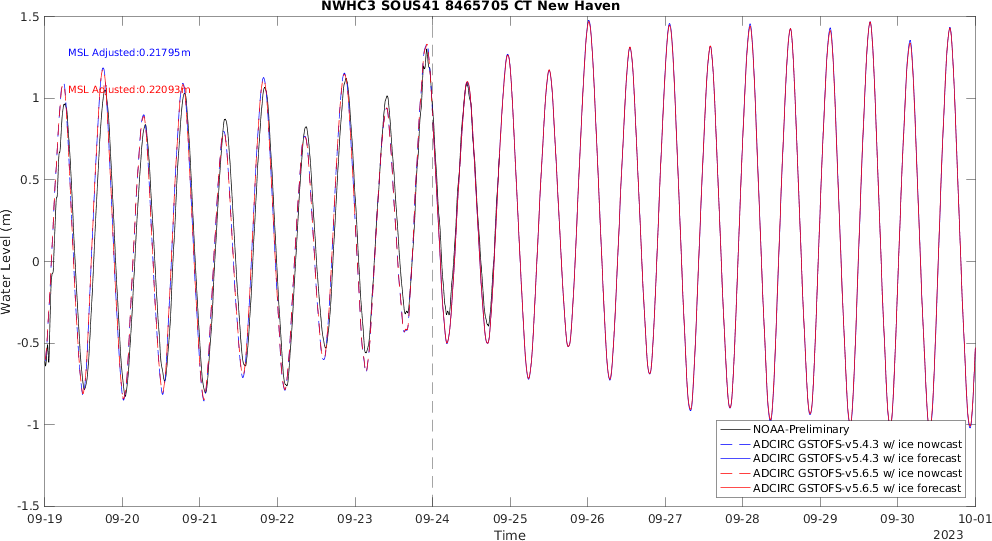 NWHC3 SOUS41 8465705 CT New Haven
MSL Adjusted:0.21795m
MSL Adjusted:0.22093m
Water Level (m)
1.5
1
0.5
0
-0.5
-1
-1.5
NOAA-Preliminary
ADCIRC GSTOFS-v5.4.3 w/ ice nowcast
ADCIRC GSTOFS-v5.4.3 w/ ice forecast
ADCIRC GSTOFS-v5.6.5 w/ ice nowcast
ADCIRC GSTOFS-v5.6.5 w/ ice forecast
09-19 09-20 09-21 09-22 09-23 09-24 09-25 09-26 09-27 09-28 09-29 09-30 10-01
Time
2023